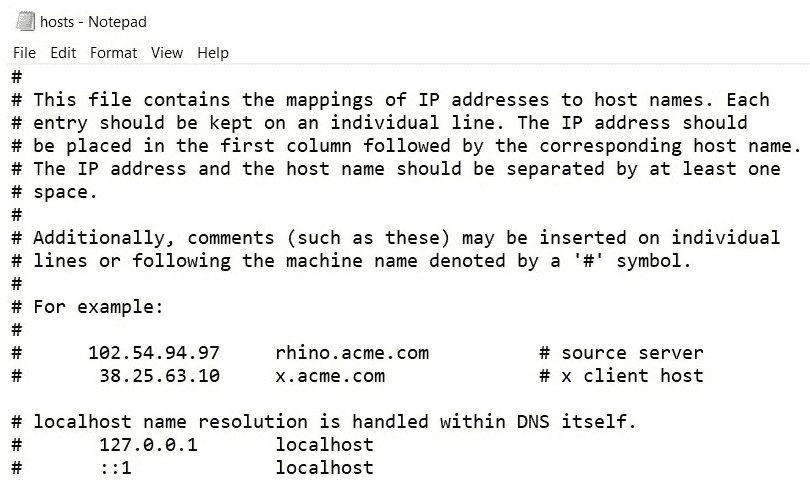 hosts - Notepad
File Edit Format View Help
#
# This file contains the mappings of IP addresses to host names. Each
# entry should be kept on an individual line. The IP address should
# be placed in the first column followed by the corresponding host name.
# The IP address and the host name should be separated by at least one
# space.
#
# Additionally, comments (such as these) may be inserted on individual
# lines or following the machine name denoted by a '#' symbol.
#
# For example:
#
#      102.54.94.97     rhino.acme.com          # source server
#       38.25.63.10     x.acme.com              # x client host

# localhost name resolution is handled within DNS itself.
#       127.0.0.1       localhost
#       ::1             localhost